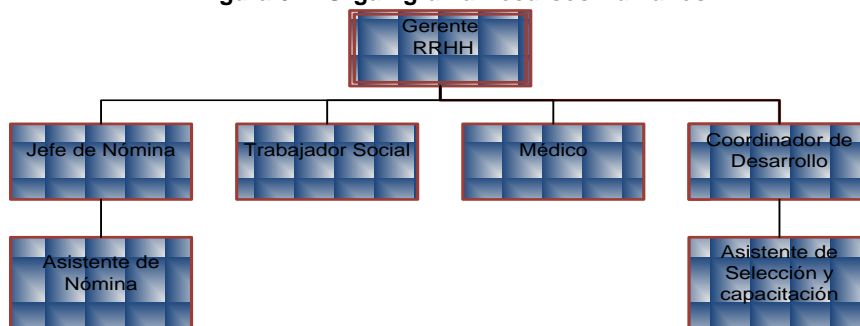 Gerente
RRHH
Jefe de Nómina
Trabajador Social
Médico
Coordinador de
Desarrollo
Asistente de
Nómina
Asistente de
Selección y
capacitación